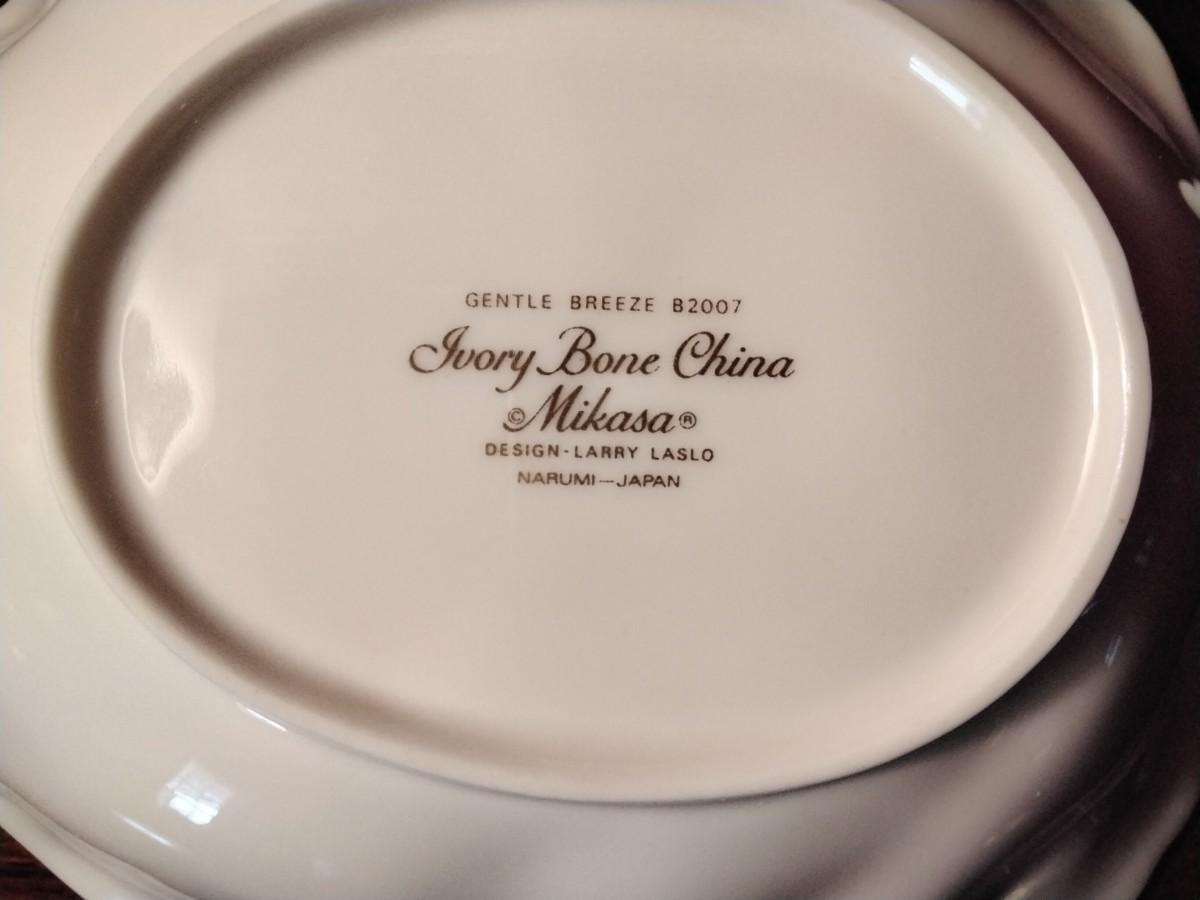 GENTLE BREEZE B2007
Ivory Bone China
©Mikasa®
DESIGN-LARRY LASLO
NARUMI—JAPAN